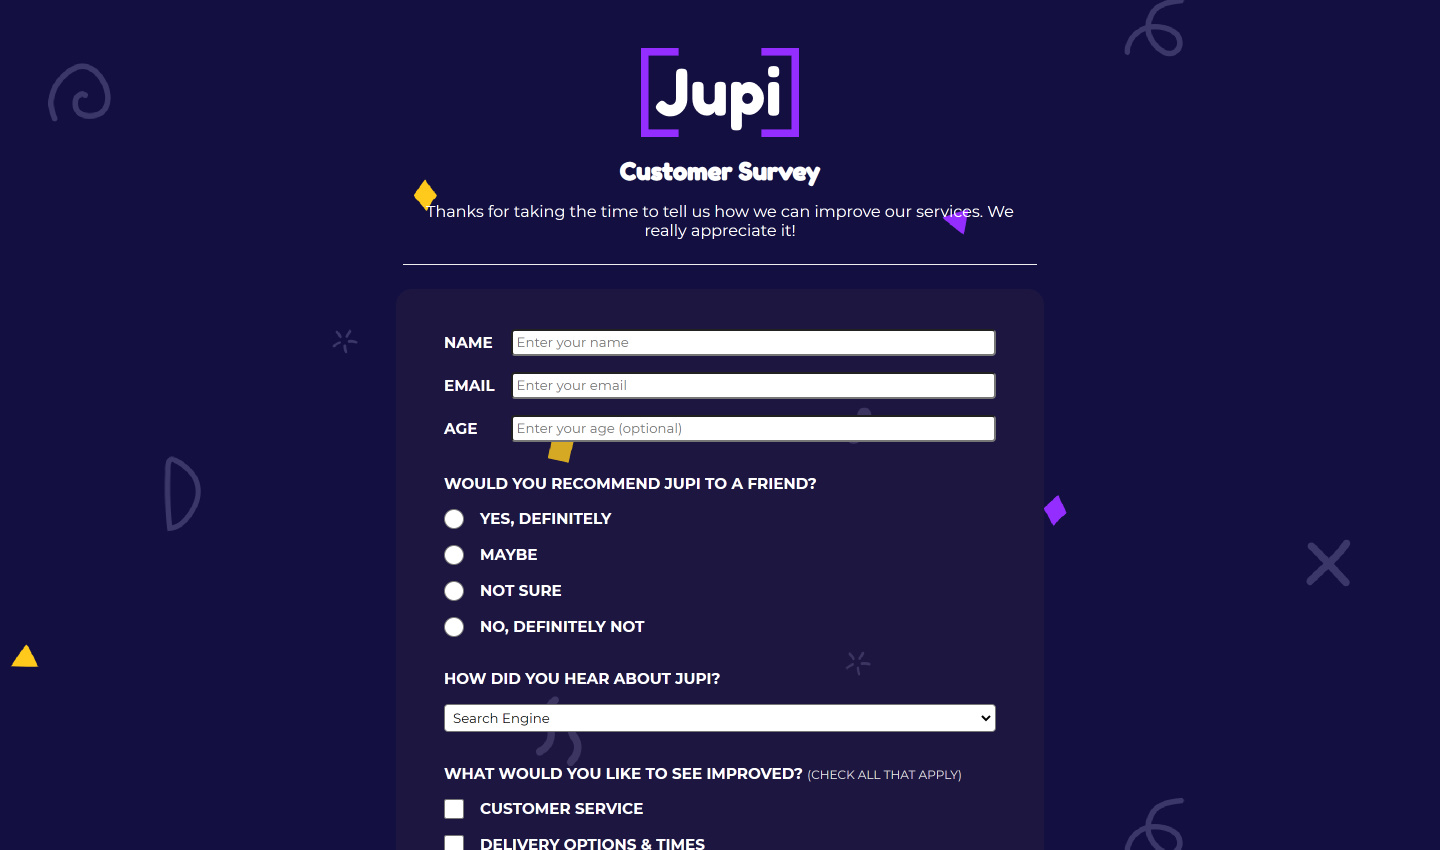 Jupi
Customer Survey
Thanks for taking the time to tell us how we can improve our services. We
really appreciate it!
NAME Enter your name
EMAIL Enter your email
AGE Enter your age (optional)
WOULD YOU RECOMMEND JUPI TO A FRIEND?
YES, DEFINITELY
MAYBE
NOT SURE
NO, DEFINITELY NOT
HOW DID YOU HEAR ABOUT JUPI?
Search Engine
WHAT WOULD YOU LIKE TO SEE IMPROVED? (CHECK ALL THAT APPLY)
CUSTOMER SERVICE
DELIVERY OPTIONS & TIMES